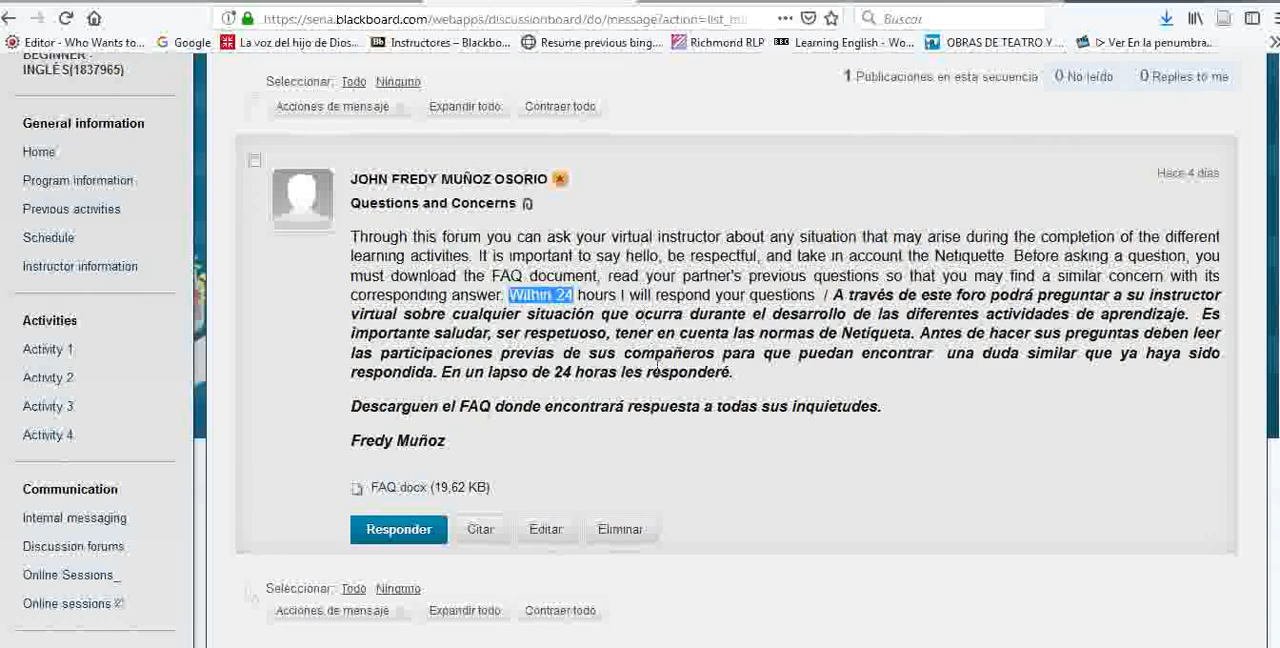 https://sena.blackboard.com/webapps/discussionboard/do/message?action=list_m
Buscar
Editor - Who Wants to...
Google
La voz del hijo de Dios...
Bb Instructores – Blackbo...
Resume previous bing...
Richmond RLP
Learning English - Wo...
OBRAS DE TEATRO Y ...
▷ Ver En la penumbra...
BEGINNER -
INGLÉS(1837965)
General information
Home
Program information
Previous activities
Schedule
Instructor information
Activities
Activity 1
Activity 2
Activity 3
Activity 4
Communication
Internal messaging
Discussion forums
Online Sessions_
Online sessions
Seleccionar: Todo Ninguno
1 Publicaciones en esta secuencia 0 No leído 0 Replies to me
Acciones de mensaje Expandir todo Contraer todo
JOHN FREDY MUÑOZ OSORIO
Hace 4 días
Questions and Concerns
Through this forum you can ask your virtual instructor about any situation that may arise during the completion of the different
learning activities. It is important to say hello, be respectful, and take in account the Netiquette. Before asking a question, you
must download the FAQ document, read your partner's previous questions so that you may find a similar concern with its
corresponding answer. Within 24 hours I will respond your questions / A través de este foro podrá preguntar a su instructor
virtual sobre cualquier situación que ocurra durante el desarrollo de las diferentes actividades de aprendizaje. Es
importante saludar, ser respetuoso, tener en cuenta las normas de Netiqueta. Antes de hacer sus preguntas deben leer
las participaciones previas de sus compañeros para que puedan encontrar una duda similar que ya haya sido
respondida. En un lapso de 24 horas les responderé.
Descarguen el FAQ donde encontrará respuesta a todas sus inquietudes.
Fredy Muñoz
FAQ.docx (19,62 KB)
Responder Citar Editar Eliminar
Seleccionar: Todo Ninguno
Acciones de mensaje Expandir todo Contraer todo